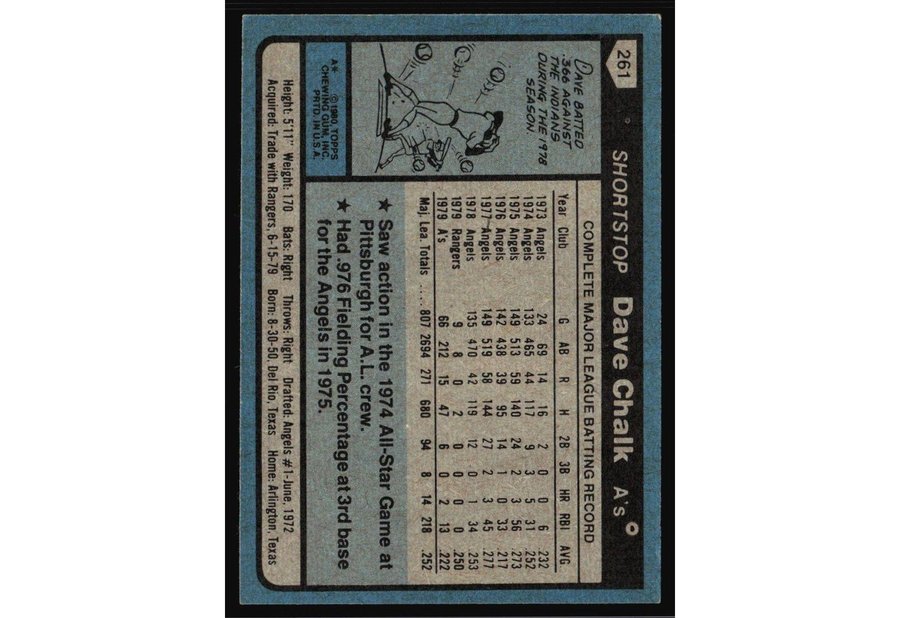 261
SHORTSTOP Dave Chalk A's
DAVE BATTED
.366 AGAINST
THE INDIANS
DURING THE 1978
SEASON.
A* ©1980 TOPPS
CHEWING GUM, INC.
PRTD. IN U.S.A.
COMPLETE MAJOR LEAGUE BATTING RECORD
Year Club G AB R H 2B 3B HR RBI AVG
1973 Angels 24 69 14 16 2 0 0 6 .232
1974 Angels 133 465 44 117 9 3 5 31 .252
1975 Angels 149 513 59 140 24 2 3 56 .273
1976 Angels 142 438 39 95 14 1 0 33 .217
1977 Angels 149 519 58 144 27 2 3 45 .277
1978 Angels 135 470 42 119 12 0 1 34 .253
1979 Rangers 9 8 0 2 0 0 0 0 .250
1979 A's 66 212 15 47 6 0 2 13 .222
Maj. Lea. Totals .... 807 2694 271 680 94 8 14 218 .252
★ Saw action in the 1974 All-Star Game at
Pittsburgh for A.L. crew.
★ Had .976 Fielding Percentage at 3rd base
for the Angels in 1975.
Height: 5'11" Weight: 170 Bats: Right Throws: Right Drafted: Angels #1-June, 1972
Acquired: Trade with Rangers, 6-15-79 Born: 8-30-50, Del Rio, Texas Home: Arlington, Texas